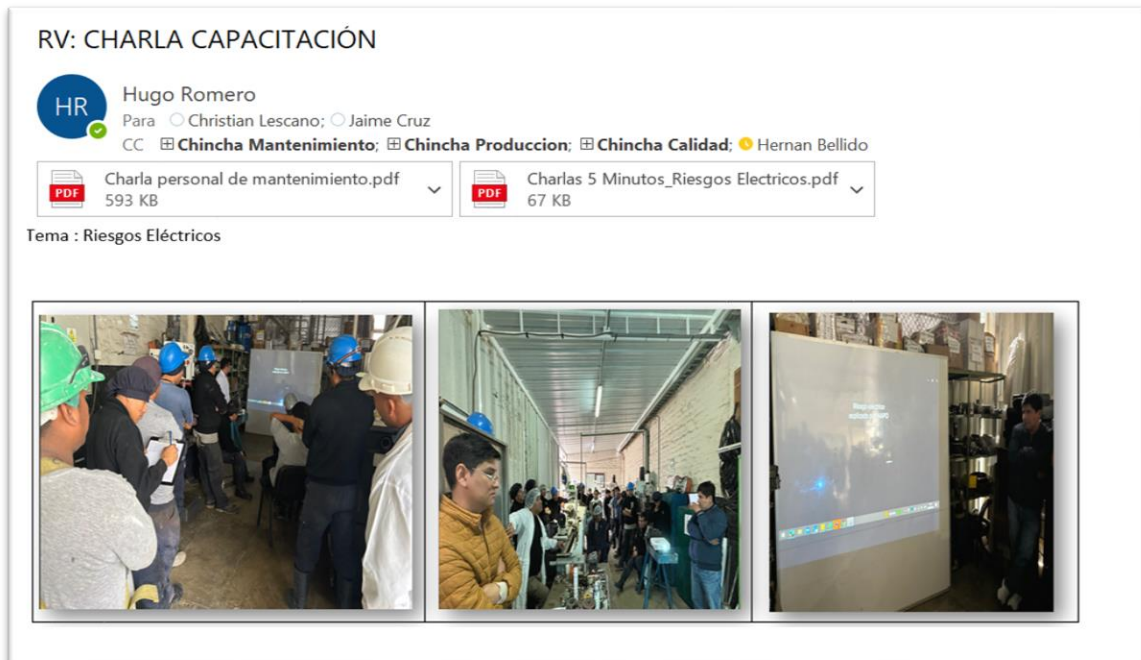 RV: CHARLA CAPACITACIÓN
HR
Hugo Romero
Para Christian Lescano; Jaime Cruz
CC Chincha Mantenimiento; Chincha Produccion; Chincha Calidad; Hernan Bellido
PDF
Charla personal de mantenimiento.pdf
593 KB
PDF
Charlas 5 Minutos_Riesgos Electricos.pdf
67 KB
Tema : Riesgos Eléctricos